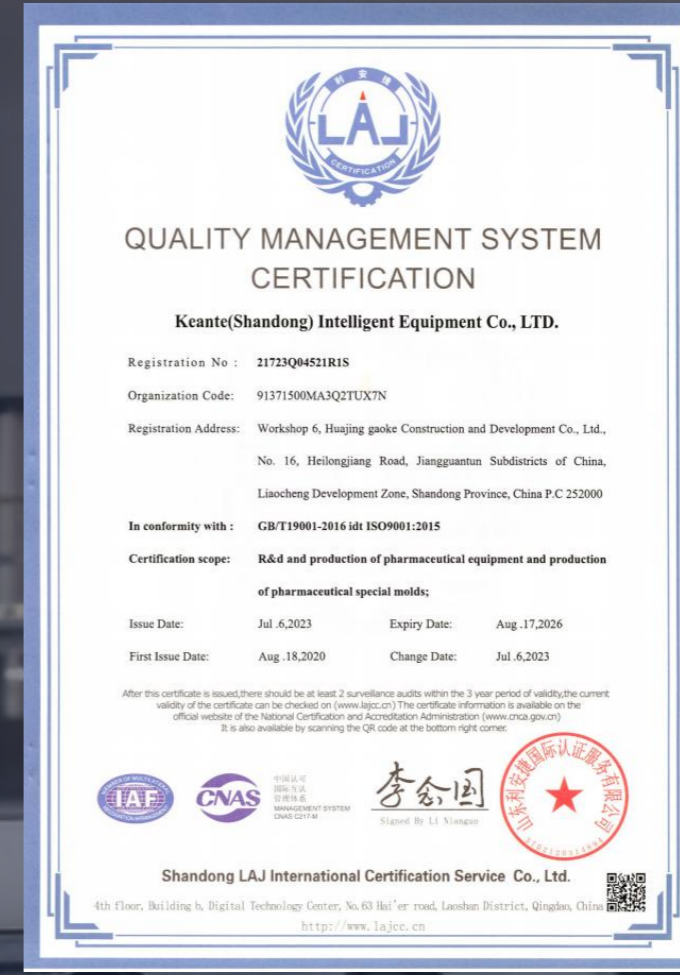 利安捷
LAJ
CERTIFICATION
QUALITY MANAGEMENT SYSTEM
CERTIFICATION
Keante(Shandong) Intelligent Equipment Co., LTD.
Registration No : 21723Q04521R1S
Organization Code: 91371500MA3Q2TUX7N
Registration Address: Workshop 6, Huajing gaoke Construction and Development Co., Ltd.,
No. 16, Heilongjiang Road, Jiangguantun Subdistricts of China,
Liaocheng Development Zone, Shandong Province, China P.C 252000
In conformity with : GB/T19001-2016 idt ISO9001:2015
Certification scope: R&d and production of pharmaceutical equipment and production
of pharmaceutical special molds;
Issue Date: Jul .6,2023 Expiry Date: Aug .17,2026
First Issue Date: Aug .18,2020 Change Date: Jul .6,2023
After this certificate is issued,there should be at least 2 surveillance audits within the 3 year period of validity,the current
validity of the certificate can be checked on (www.lajcc.cn) The certificate information is available on the
official website of the National Certification and Accreditation Administration (www.cnca.gov.cn)
It is also available by scanning the QR code at the bottom right corner.
IAF
CNAS
中国认可
国际互认
管理体系
MANAGEMENT SYSTEM
CNAS C217-M
李念国
Signed By Li Nianguo
山东利安捷国际认证服务有限公司
Shandong LAJ International Certification Service Co., Ltd.
4th floor, Building b, Digital Technology Center, No.63 Hai'er road, Laoshan District, Qingdao, China
http://www.lajcc.cn